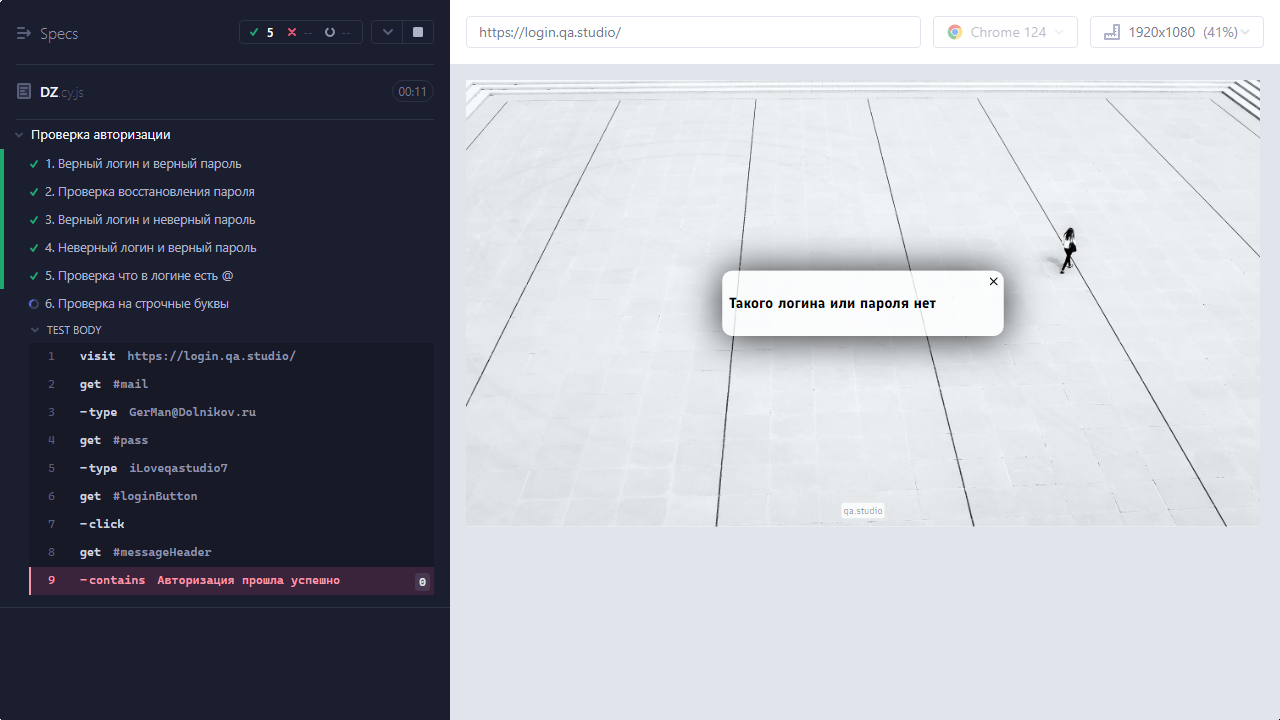 Specs
5 -- --
DZ.cy.js
00:11
Проверка авторизации
1. Верный логин и верный пароль
2. Проверка восстановления пароля
3. Верный логин и неверный пароль
4. Неверный логин и верный пароль
5. Проверка что в логине есть @
6. Проверка на строчные буквы
TEST BODY
1 visit https://login.qa.studio/
2 get #mail
3 -type GerMan@Dolnikov.ru
4 get #pass
5 -type iLoveqastudio7
6 get #loginButton
7 -click
8 get #messageHeader
9 -contains Авторизация прошла успешно 0
https://login.qa.studio/
Chrome 124
1920x1080 (41%)
Такого логина или пароля нет
qa.studio